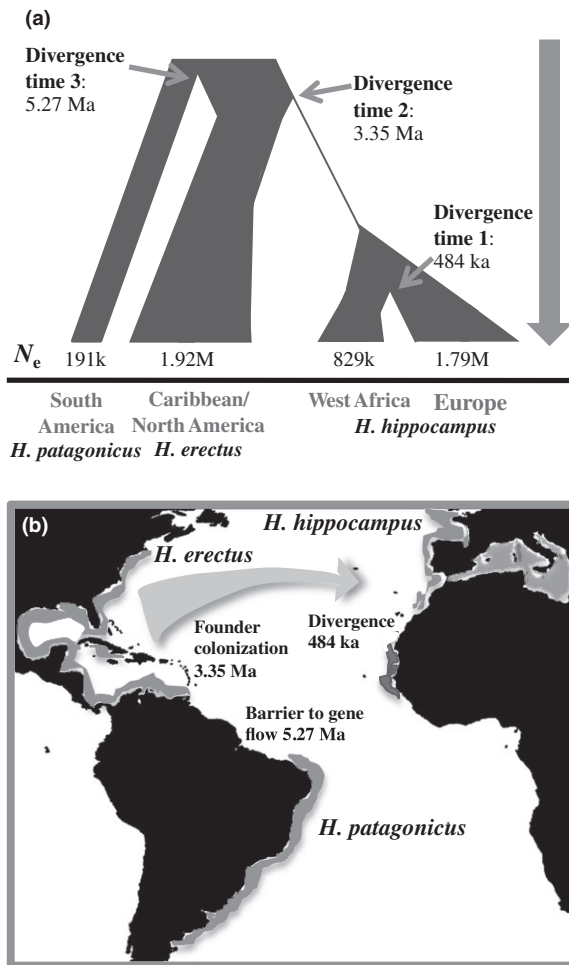 (a)
Divergence
time 3:
5.27 Ma
Divergence
time 2:
3.35 Ma
Divergence
time 1:
484 ka
Ne 191k 1.92M 829k 1.79M
South
America
H. patagonicus
Caribbean/
North America
H. erectus
West Africa Europe
H. hippocampus
(b)
H. hippocampus
H. erectus
Founder
colonization
3.35 Ma
Divergence
484 ka
Barrier to gene
flow 5.27 Ma
H. patagonicus